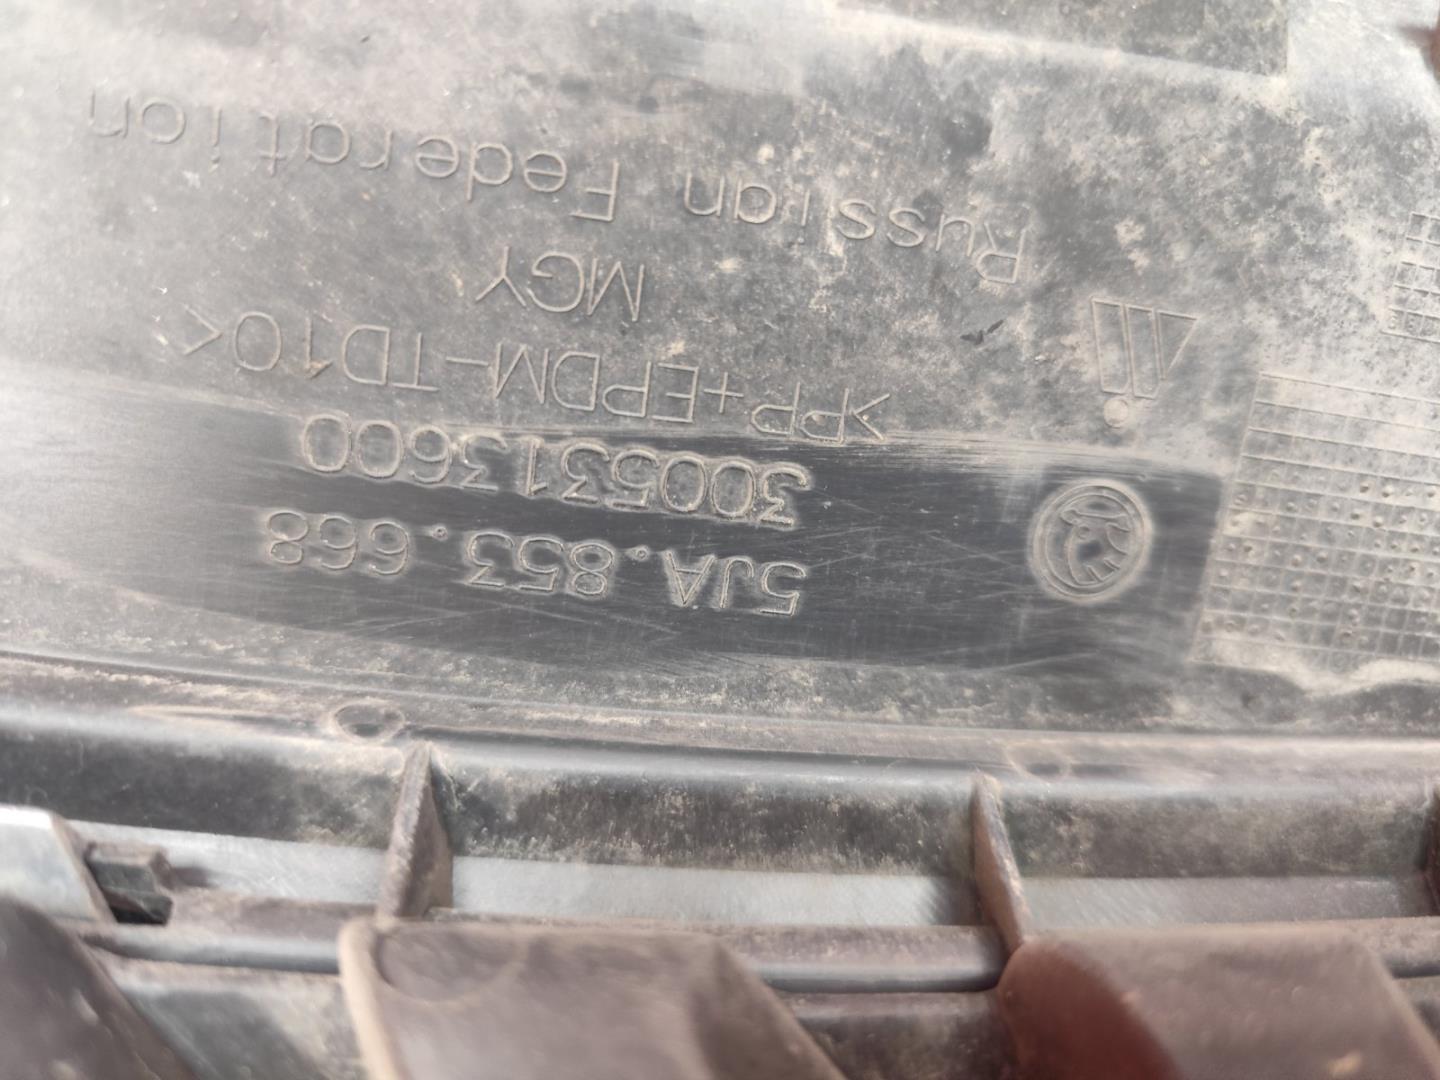 5JA.853.668
3005313600
>PP+EPDM-TD10<
MGY
Russian Federation